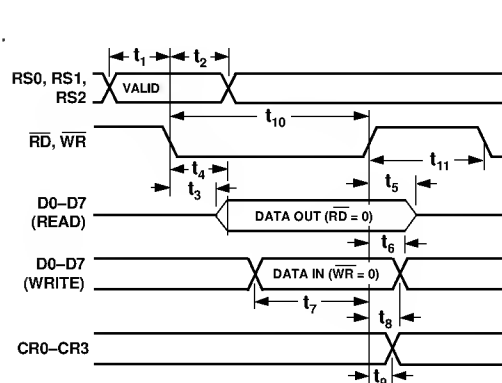 t1 t2
RS0, RS1,
RS2
VALID
t10
RD, WR
t4
t11
t3
t5
D0–D7
(READ)
DATA OUT (RD = 0)
t6
D0–D7
(WRITE)
DATA IN (WR = 0)
t7
t8
CR0–CR3
t9